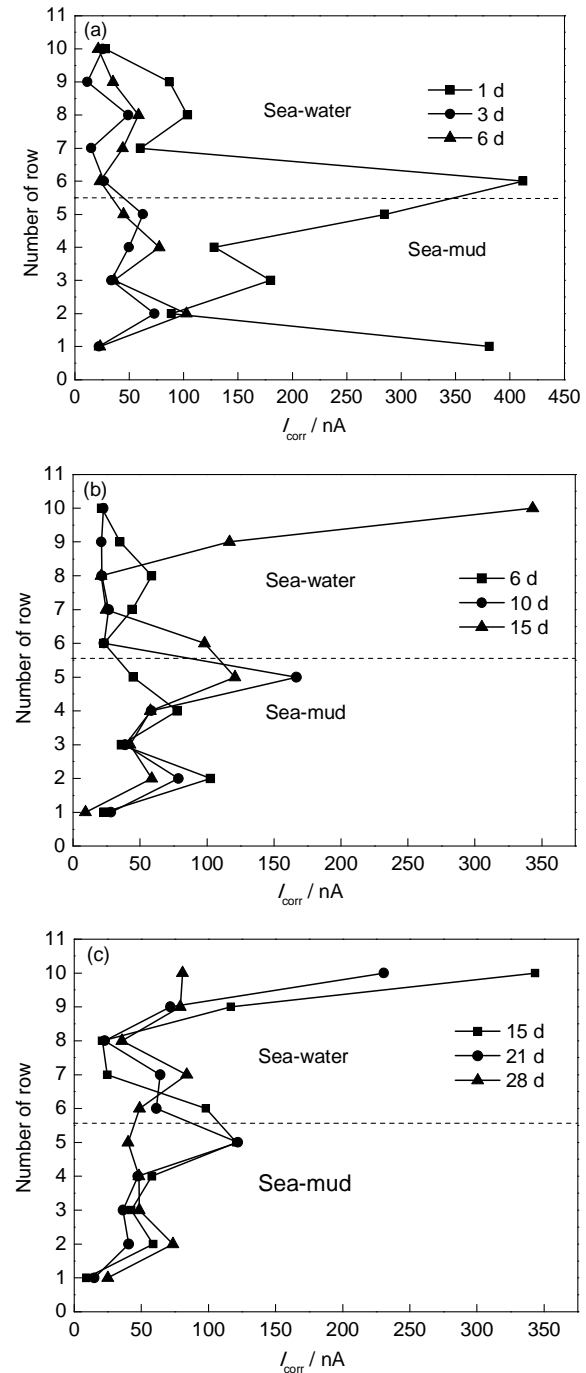 (a)
11
10
9
8
7
6
5
4
3
2
1
0
Number of row
Sea-water
1 d
3 d
6 d
Sea-mud
0 50 100 150 200 250 300 350 400 450
Icorr / nA
(b)
11
10
9
8
7
6
5
4
3
2
1
0
Number of row
Sea-water
6 d
10 d
15 d
Sea-mud
0 50 100 150 200 250 300 350
Icorr / nA
(c)
11
10
9
8
7
6
5
4
3
2
1
0
Number of row
Sea-water
15 d
21 d
28 d
Sea-mud
0 50 100 150 200 250 300 350
Icorr / nA